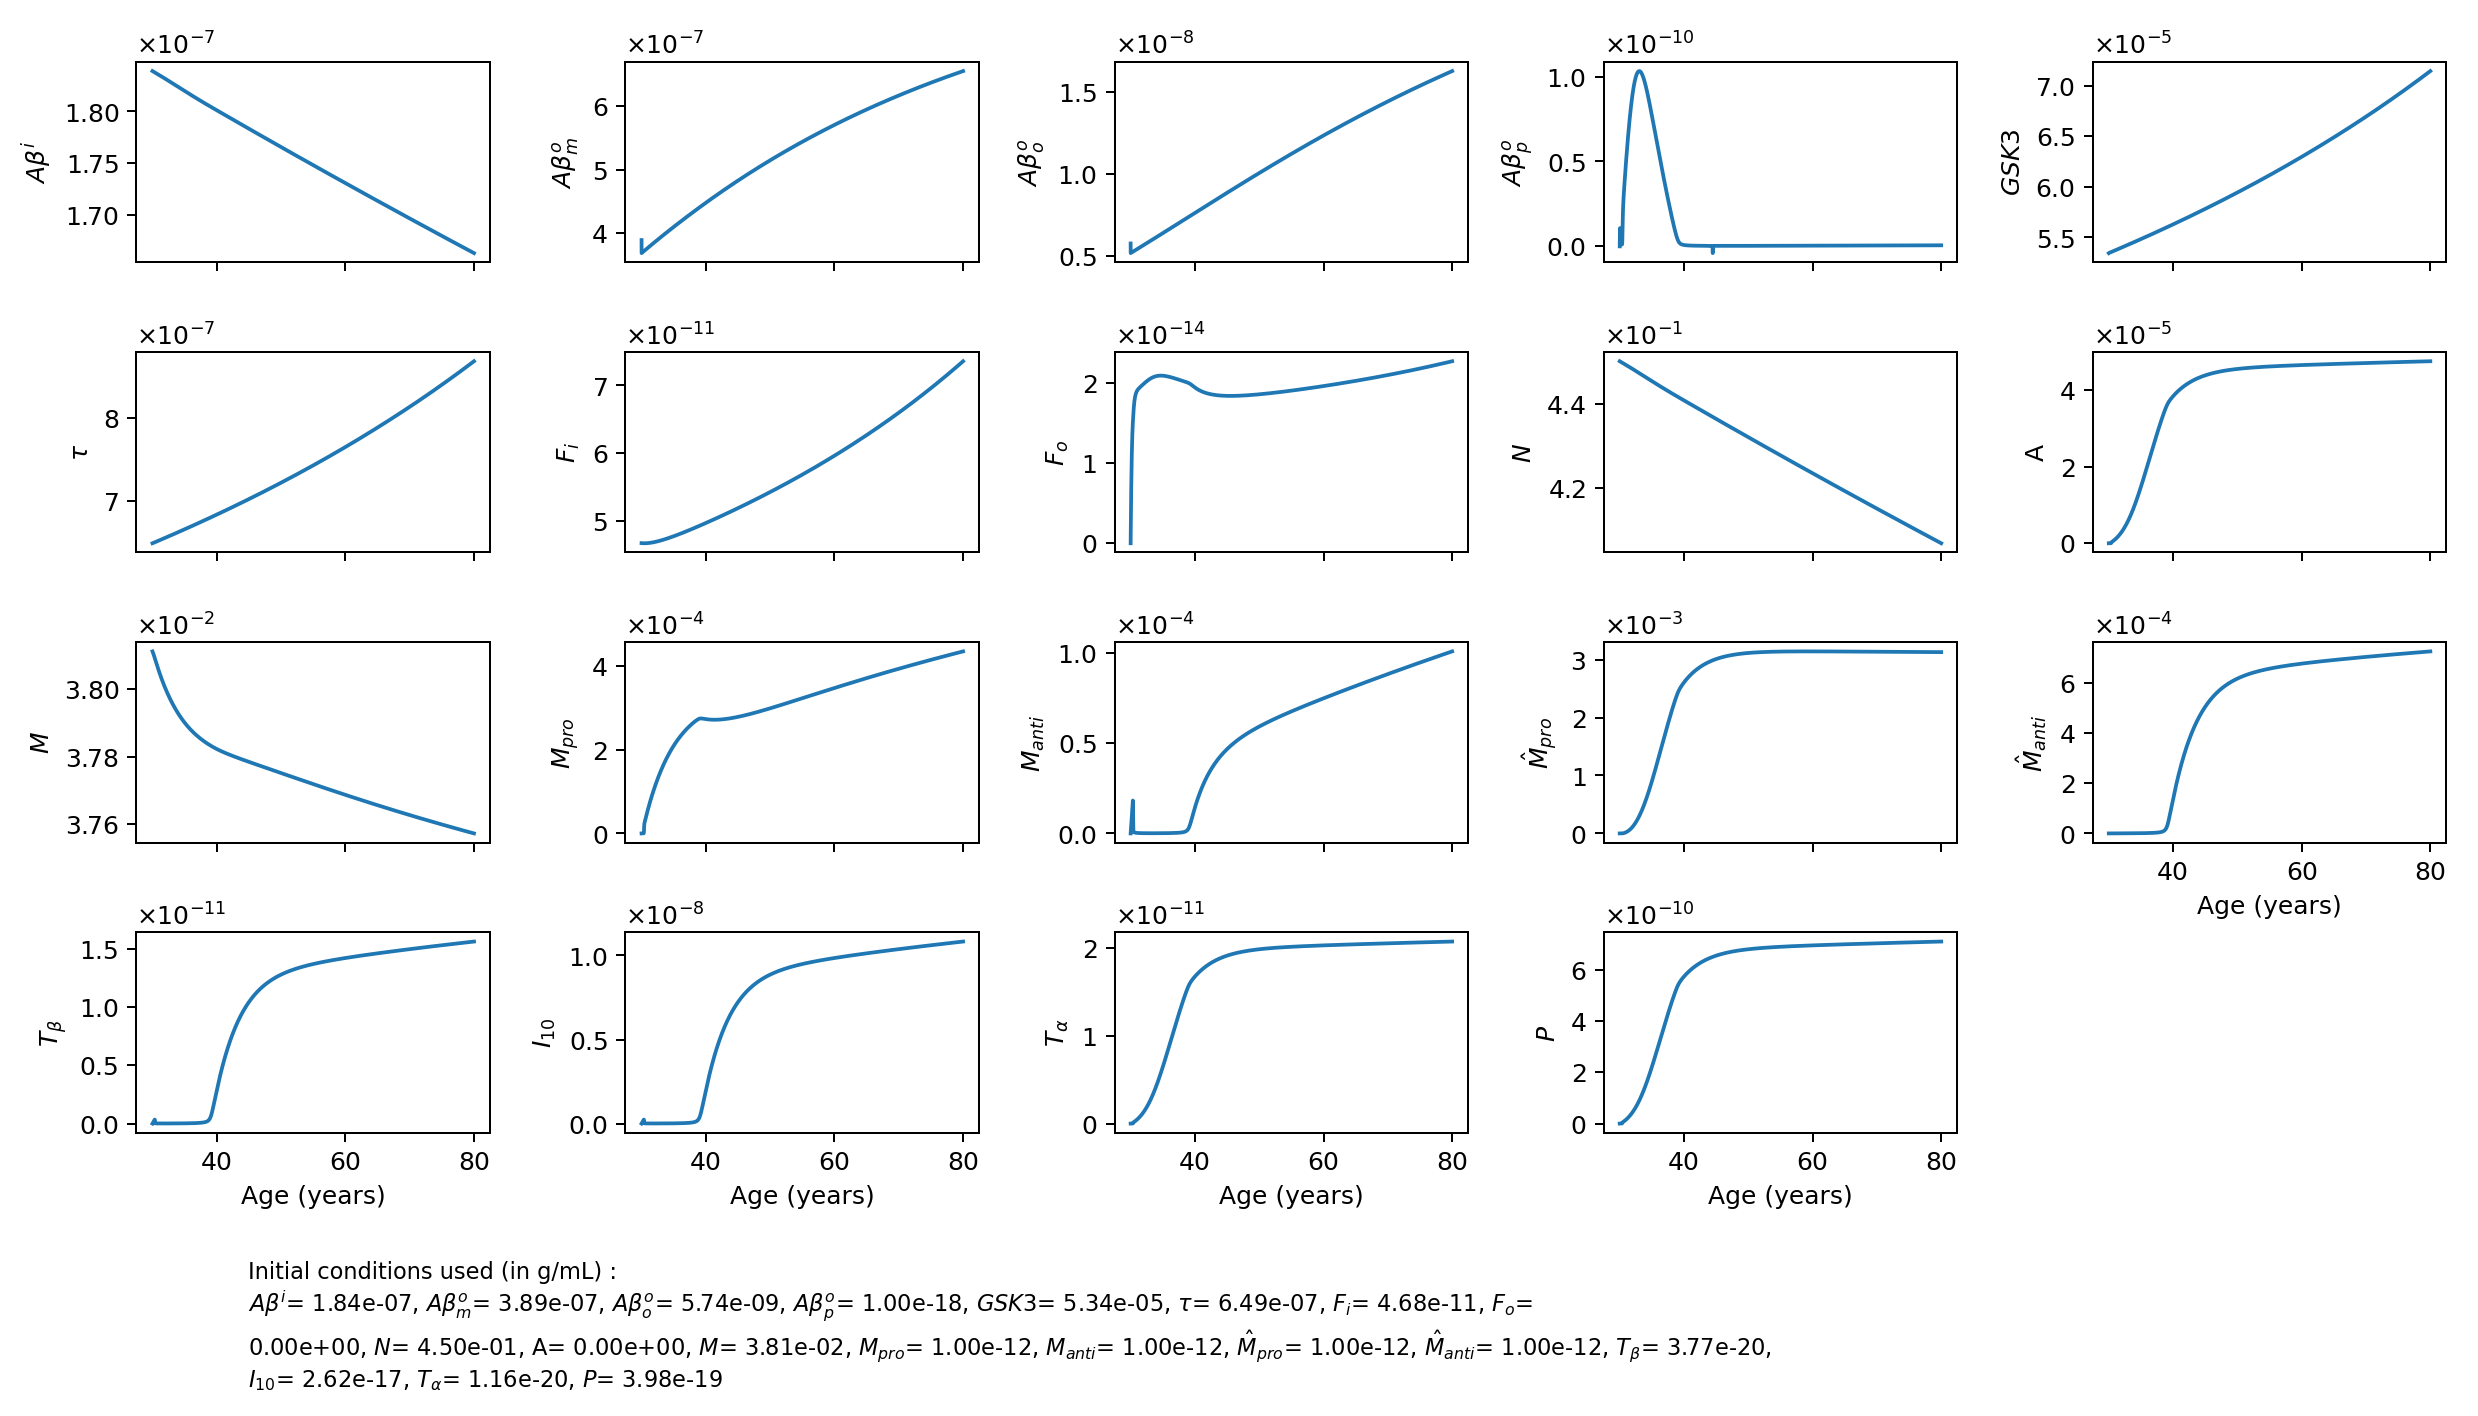 ×10⁻⁷ ×10⁻⁷ ×10⁻⁸ ×10⁻¹⁰ ×10⁻⁵
Aβⁱ 1.80 1.75 1.70
Aβₘᵒ 6 5 4
Aβₒᵒ 1.5 1.0 0.5
Aβₚᵒ 1.0 0.5 0.0
GSK3 7.0 6.5 6.0 5.5
×10⁻⁷ ×10⁻¹¹ ×10⁻¹⁴ ×10⁻¹ ×10⁻⁵
τ 8 7
Fᵢ 7 6 5
Fₒ 2 1 0
N 4.4 4.2
A 4 2 0
×10⁻² ×10⁻⁴ ×10⁻⁴ ×10⁻³ ×10⁻⁴
M 3.80 3.78 3.76
M_pro 4 2 0
M_anti 1.0 0.5 0.0
M̂_pro 3 2 1 0
M̂_anti 6 4 2 0
40 60 80
Age (years)
×10⁻¹¹ ×10⁻⁸ ×10⁻¹¹ ×10⁻¹⁰
T_β 1.5 1.0 0.5 0.0
I₁₀ 1.0 0.5 0.0
T_α 2 1 0
P 6 4 2 0
40 60 80 40 60 80 40 60 80 40 60 80
Age (years) Age (years) Age (years) Age (years)
Initial conditions used (in g/mL) :
Aβⁱ= 1.84e-07, Aβₘᵒ= 3.89e-07, Aβₒᵒ= 5.74e-09, Aβₚᵒ= 1.00e-18, GSK3= 5.34e-05, τ= 6.49e-07, Fᵢ= 4.68e-11, Fₒ=
0.00e+00, N= 4.50e-01, A= 0.00e+00, M= 3.81e-02, M_pro= 1.00e-12, M_anti= 1.00e-12, M̂_pro= 1.00e-12, M̂_anti= 1.00e-12, T_β= 3.77e-20,
I₁₀= 2.62e-17, T_α= 1.16e-20, P= 3.98e-19